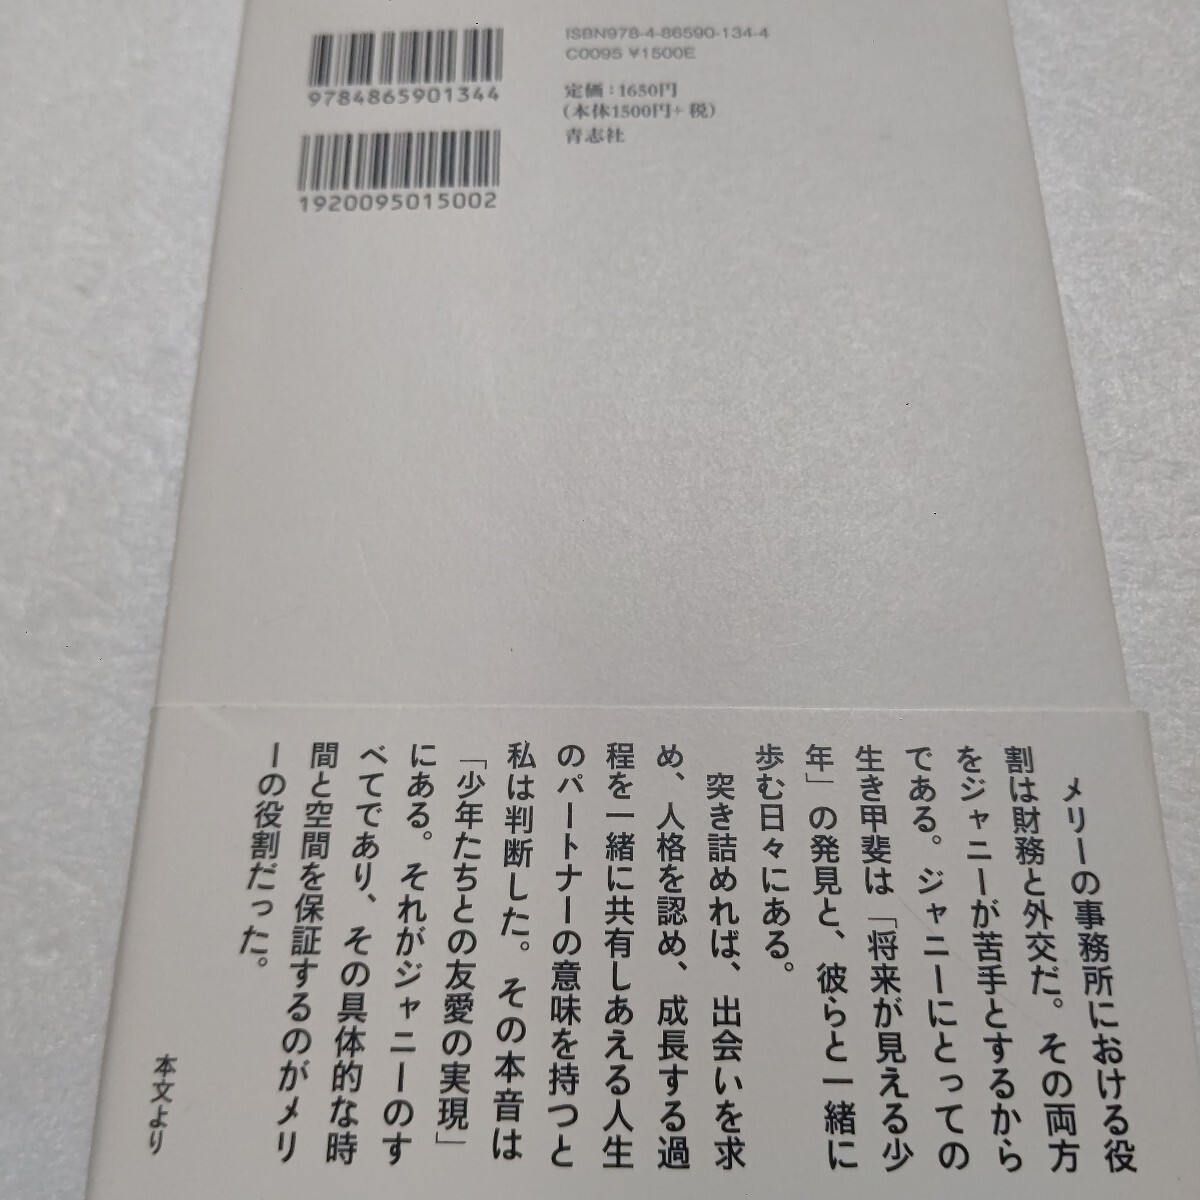 ISBN978-4-86590-134-4
C0095 ¥1500E
9784865901344
定価：1650円
（本体1500円+税）
青志社
1920095015002
メリーの事務所における役
割は財務と外交だ。その両方
をジャニーが苦手とするから
である。ジャニーにとっての
生き甲斐は「将来が見える少
年」の発見と、彼らと一緒に
歩む日々にある。
突き詰めれば、出会いを求
め、人格を認め、成長する過
程を一緒に共有しあえる人生
のパートナーの意味を持つと
私は判断した。その本音は
「少年たちとの友愛の実現」
にある。それがジャニーのす
べてであり、その具体的な時
間と空間を保証するのがメリ
ーの役割だった。
本文より